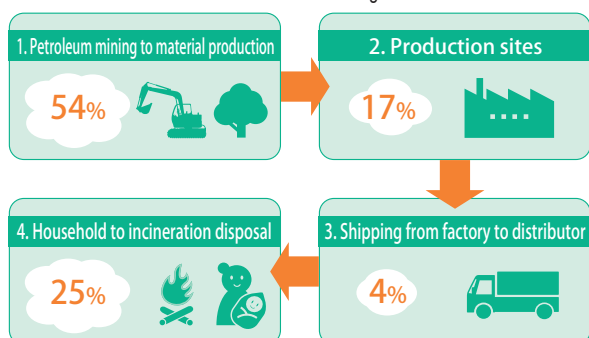 1. Petroleum mining to material production
54%
2. Production sites
17%
3. Shipping from factory to distributor
4%
4. Household to incineration disposal
25%